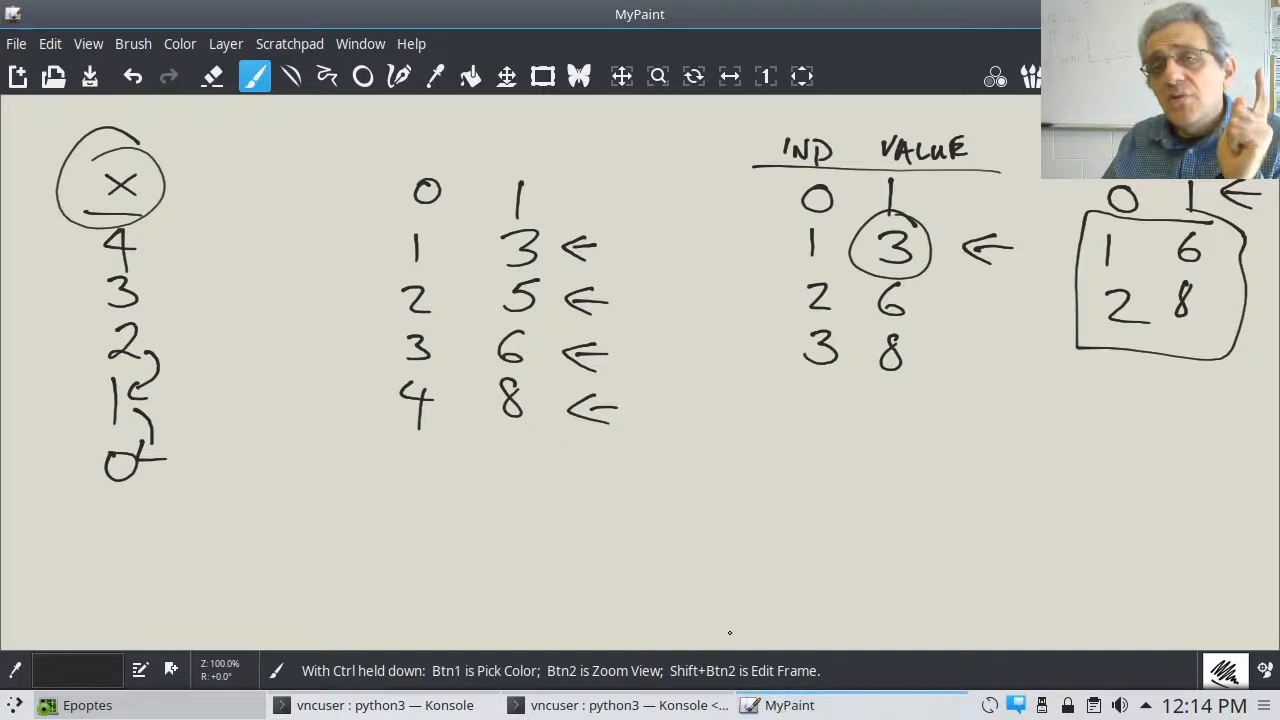 MyPaint
File Edit View Brush Color Layer Scratchpad Window Help
1
IND VALUE
X 0 1 0 1 0 1
4 1 3 1 3 1 6
3 2 5 2 6 2 8
2 3 6 3 8
1 4 8
0
Z: 100.0%
R: +0.0°
With Ctrl held down: Btn1 is Pick Color; Btn2 is Zoom View; Shift+Btn2 is Edit Frame.
Epoptes vncuser : python3 — Konsole vncuser : python3 — Konsole <... MyPaint 12:14 PM